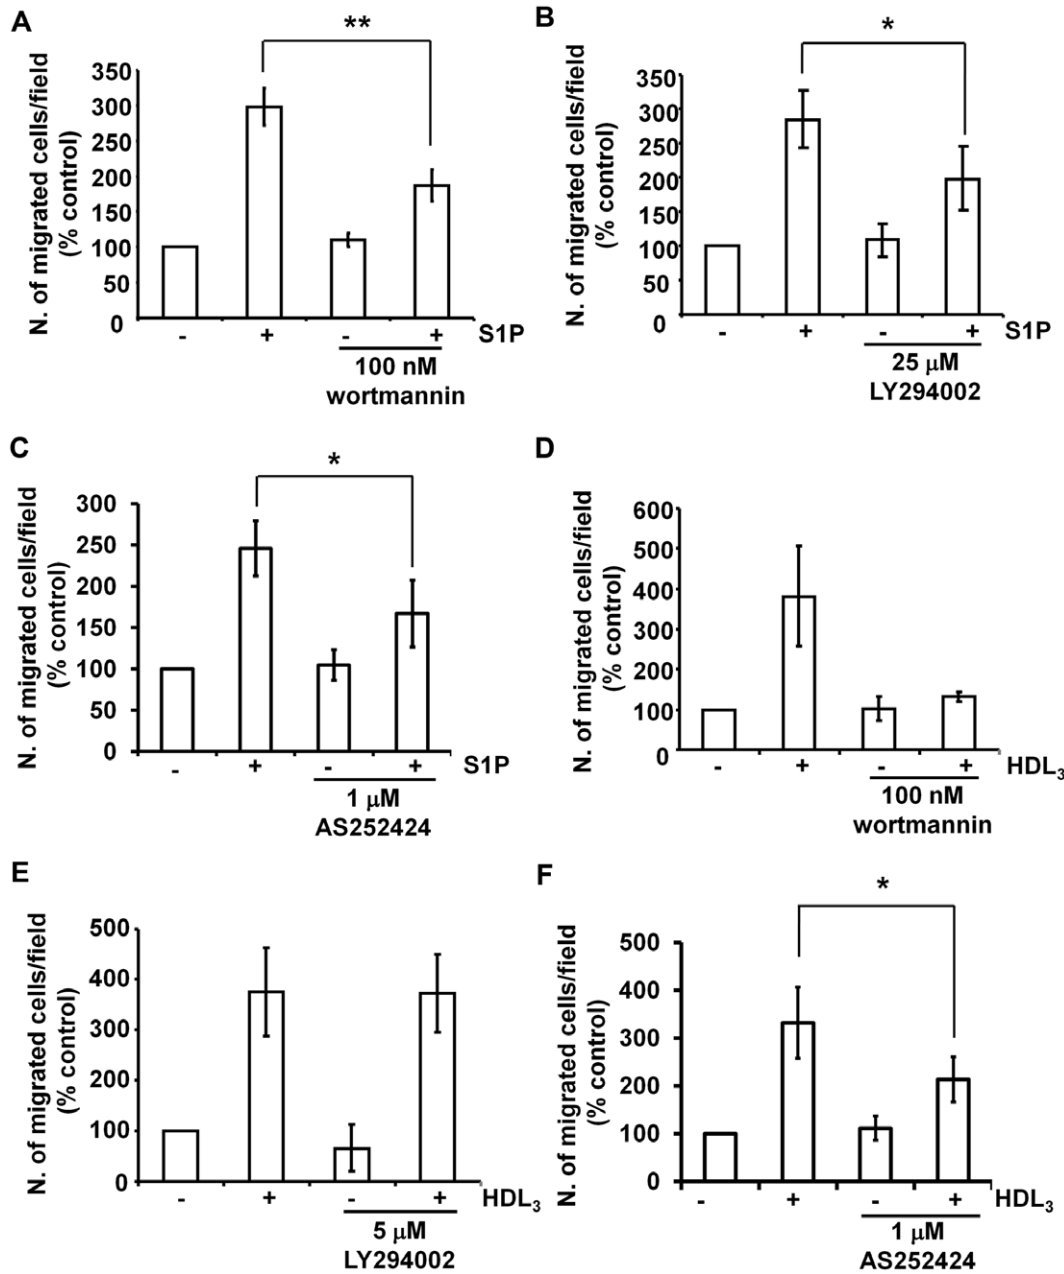 A
**
N. of migrated cells/field
(% control)
350
300
250
200
150
100
50
0
- + - + S1P
100 nM
wortmannin
B
*
N. of migrated cells/field
(% control)
350
300
250
200
150
100
50
0
- + - + S1P
25 μM
LY294002
C
*
N. of migrated cells/field
(% control)
300
250
200
150
100
50
0
- + - + S1P
1 μM
AS252424
D
N. of migrated cells/field
(% control)
600
500
400
300
200
100
0
- + - + HDL₃
100 nM
wortmannin
E
N. of migrated cells/field
(% control)
500
400
300
200
100
0
- + - + HDL₃
5 μM
LY294002
F
*
N. of migrated cells/field
(% control)
500
400
300
200
100
0
- + - + HDL₃
1 μM
AS252424